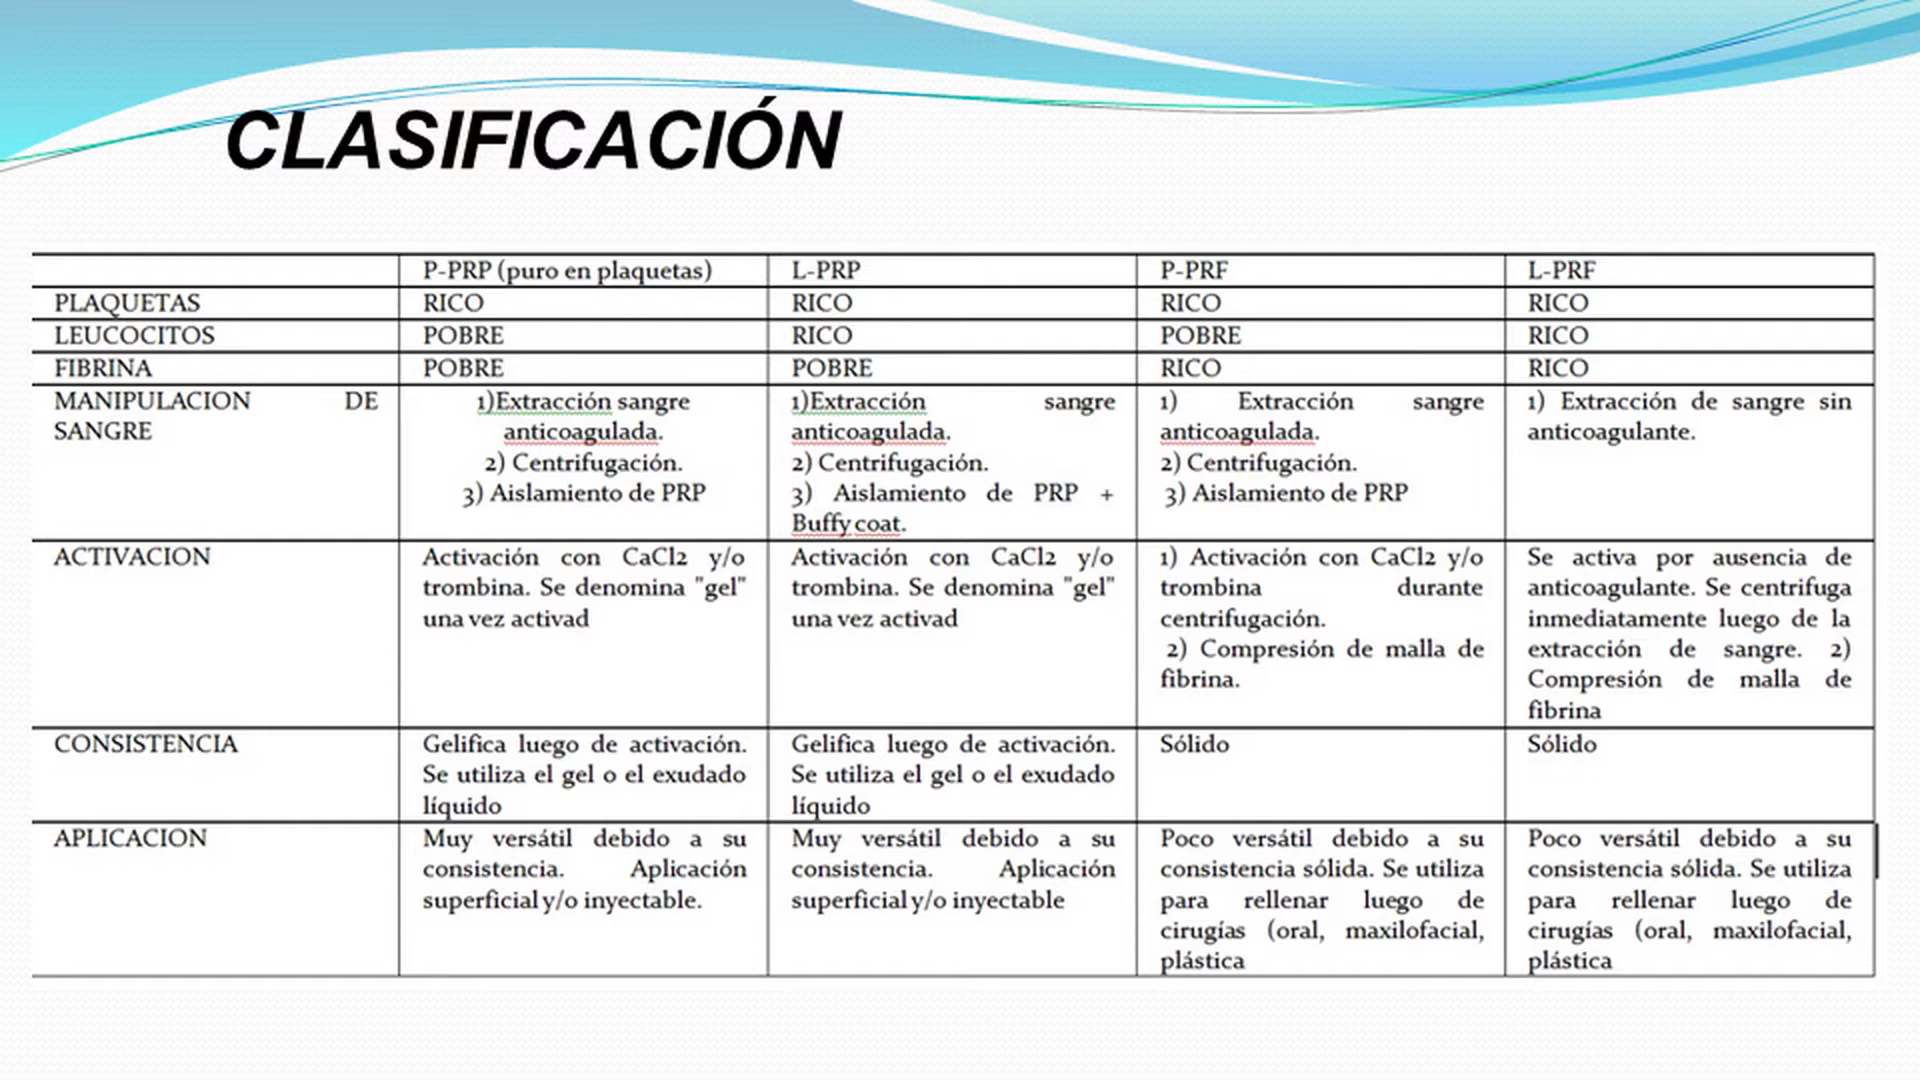 CLASIFICACIÓN
P-PRP (puro en plaquetas) L-PRP P-PRF L-PRF
PLAQUETAS RICO RICO RICO RICO
LEUCOCITOS POBRE RICO POBRE RICO
FIBRINA POBRE POBRE RICO RICO
MANIPULACION DE
SANGRE
1)Extracción sangre
anticoagulada.
2) Centrifugación.
3) Aislamiento de PRP
1)Extracción sangre
anticoagulada.
2) Centrifugación.
3) Aislamiento de PRP +
Buffy coat.
1) Extracción sangre
anticoagulada.
2) Centrifugación.
3) Aislamiento de PRP
1) Extracción de sangre sin
anticoagulante.
ACTIVACION
Activación con CaCl2 y/o
trombina. Se denomina "gel"
una vez activad
Activación con CaCl2 y/o
trombina. Se denomina "gel"
una vez activad
1) Activación con CaCl2 y/o
trombina durante
centrifugación.
2) Compresión de malla de
fibrina.
Se activa por ausencia de
anticoagulante. Se centrifuga
inmediatamente luego de la
extracción de sangre. 2)
Compresión de malla de
fibrina
CONSISTENCIA
Gelifica luego de activación.
Se utiliza el gel o el exudado
líquido
Gelifica luego de activación.
Se utiliza el gel o el exudado
líquido
Sólido
Sólido
APLICACION
Muy versátil debido a su
consistencia. Aplicación
superficial y/o inyectable.
Muy versátil debido a su
consistencia. Aplicación
superficial y/o inyectable
Poco versátil debido a su
consistencia sólida. Se utiliza
para rellenar luego de
cirugías (oral, maxilofacial,
plástica
Poco versátil debido a su
consistencia sólida. Se utiliza
para rellenar luego de
cirugías (oral, maxilofacial,
plástica